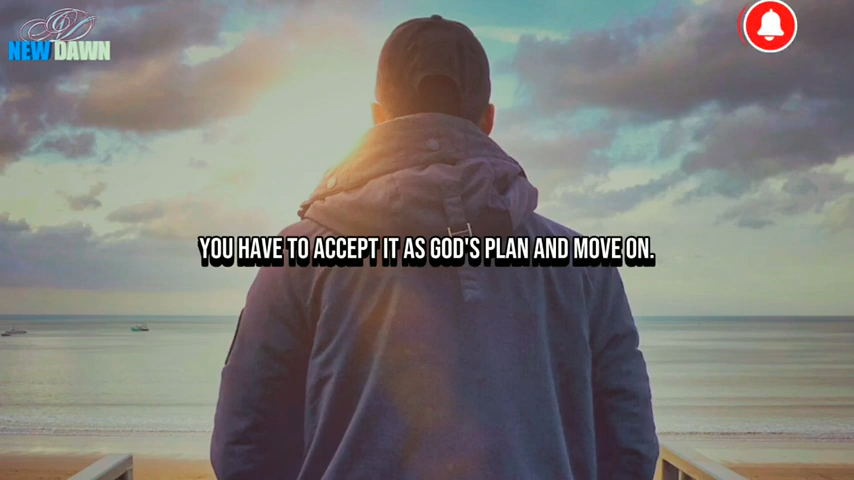 NEW DAWN
YOU HAVE TO ACCEPT IT AS GOD'S PLAN AND MOVE ON.